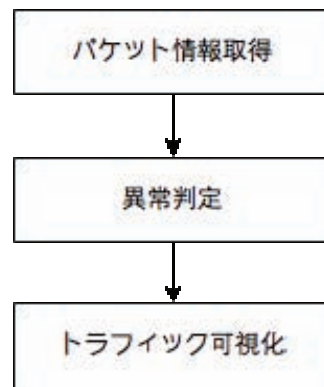 パケット情報取得
異常判定
トラフィック可視化